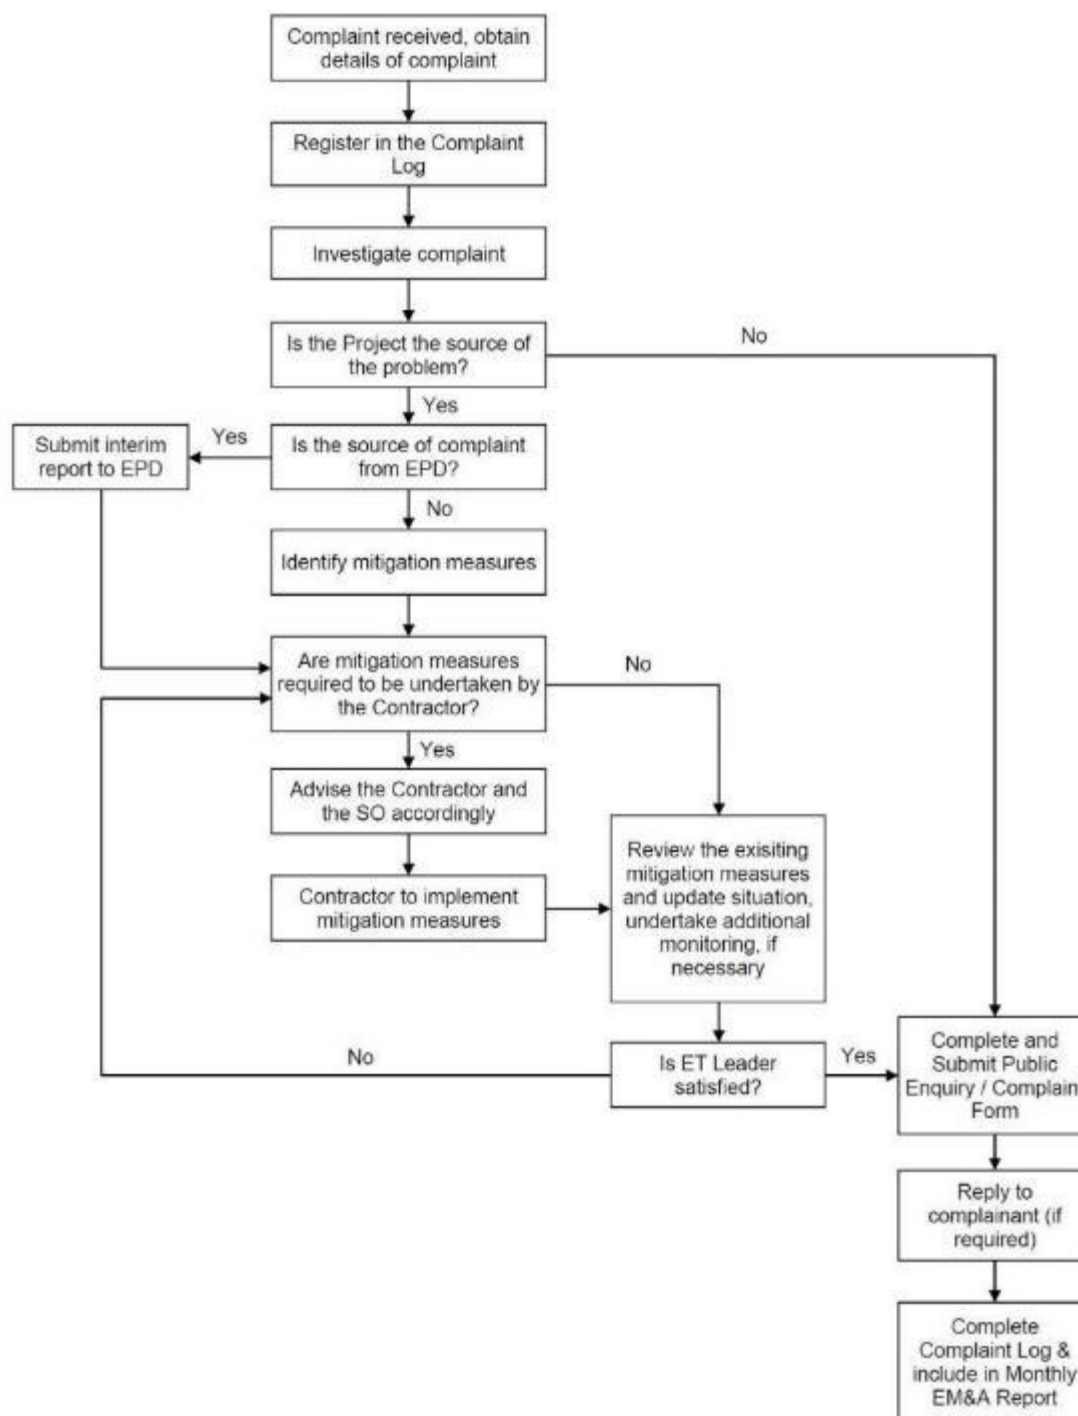 Complaint received, obtain
details of complaint
Register in the Complaint
Log
Investigate complaint
Is the Project the source of
the problem?
No
Yes
Submit interim
report to EPD
Yes
Is the source of complaint
from EPD?
No
Identify mitigation measures
Are mitigation measures
required to be undertaken by
the Contractor?
No
Yes
Advise the Contractor and
the SO accordingly
Contractor to implement
mitigation measures
Review the exisiting
mitigation measures
and update situation,
undertake additional
monitoring, if
necessary
No
Is ET Leader
satisfied?
Yes
Complete and
Submit Public
Enquiry / Complain
Form
Reply to
complainant (if
required)
Complete
Complaint Log &
include in Monthly
EM&A Report